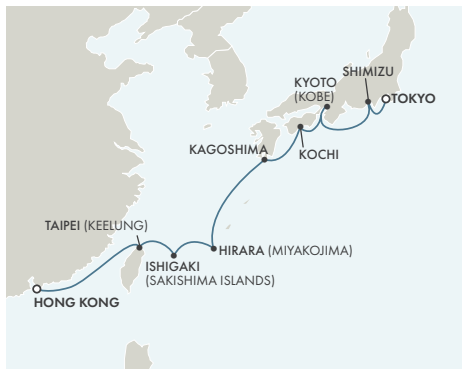 SHIMIZU
KYOTO
(KOBE)
TOKYO
KAGOSHIMA
KOCHI
TAIPEI (KEELUNG)
HIRARA (MIYAKOJIMA)
ISHIGAKI
(SAKISHIMA ISLANDS)
HONG KONG